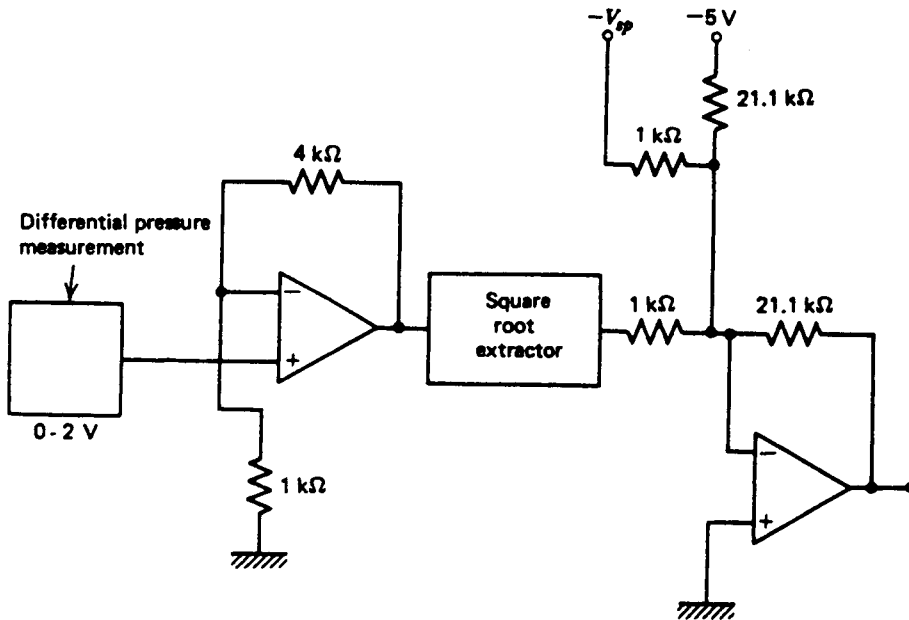 −Vsp
−5 V
21.1 kΩ
1 kΩ
4 kΩ
Differential pressure
measurement
−
+
Square
root
extractor
1 kΩ
21.1 kΩ
0 - 2 V
1 kΩ
−
+